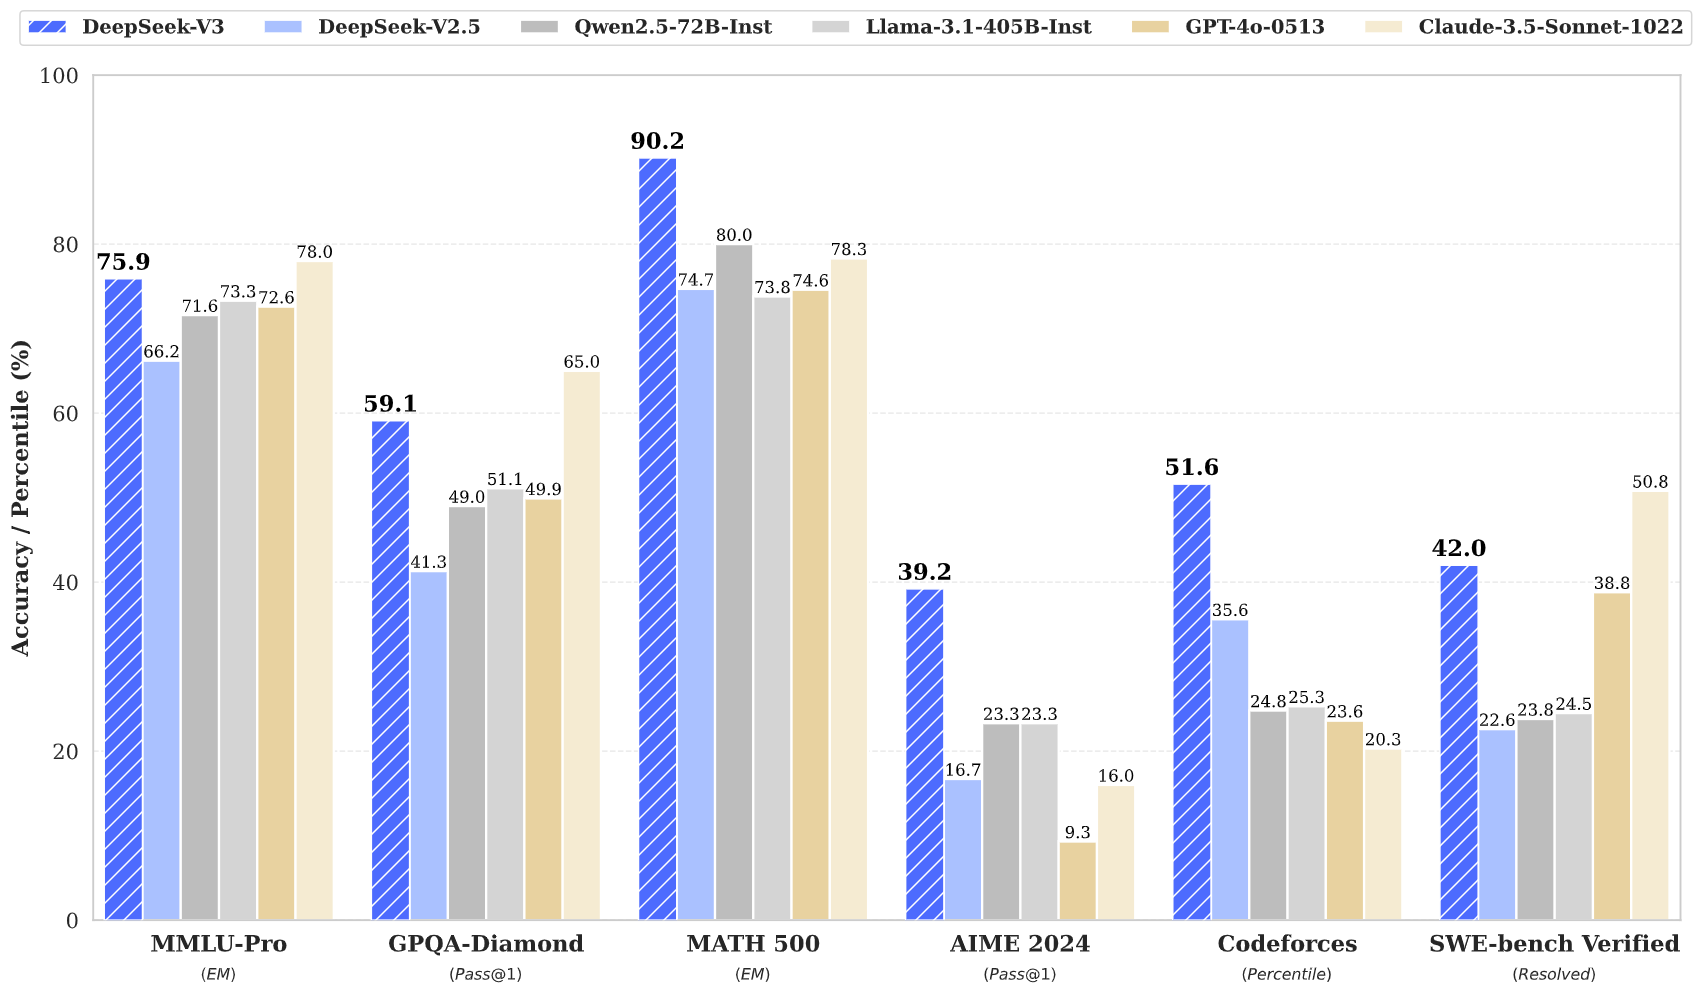 DeepSeek-V3 DeepSeek-V2.5 Qwen2.5-72B-Inst Llama-3.1-405B-Inst GPT-4o-0513 Claude-3.5-Sonnet-1022
Accuracy / Percentile (%)
100
80
60
40
20
0
75.9 66.2 71.6 73.3 72.6 78.0
59.1 41.3 49.0 51.1 49.9 65.0
90.2 74.7 80.0 73.8 74.6 78.3
39.2 16.7 23.3 23.3 9.3 16.0
51.6 35.6 24.8 25.3 23.6 20.3
42.0 22.6 23.8 24.5 38.8 50.8
MMLU-Pro GPQA-Diamond MATH 500 AIME 2024 Codeforces SWE-bench Verified
(EM) (Pass@1) (EM) (Pass@1) (Percentile) (Resolved)